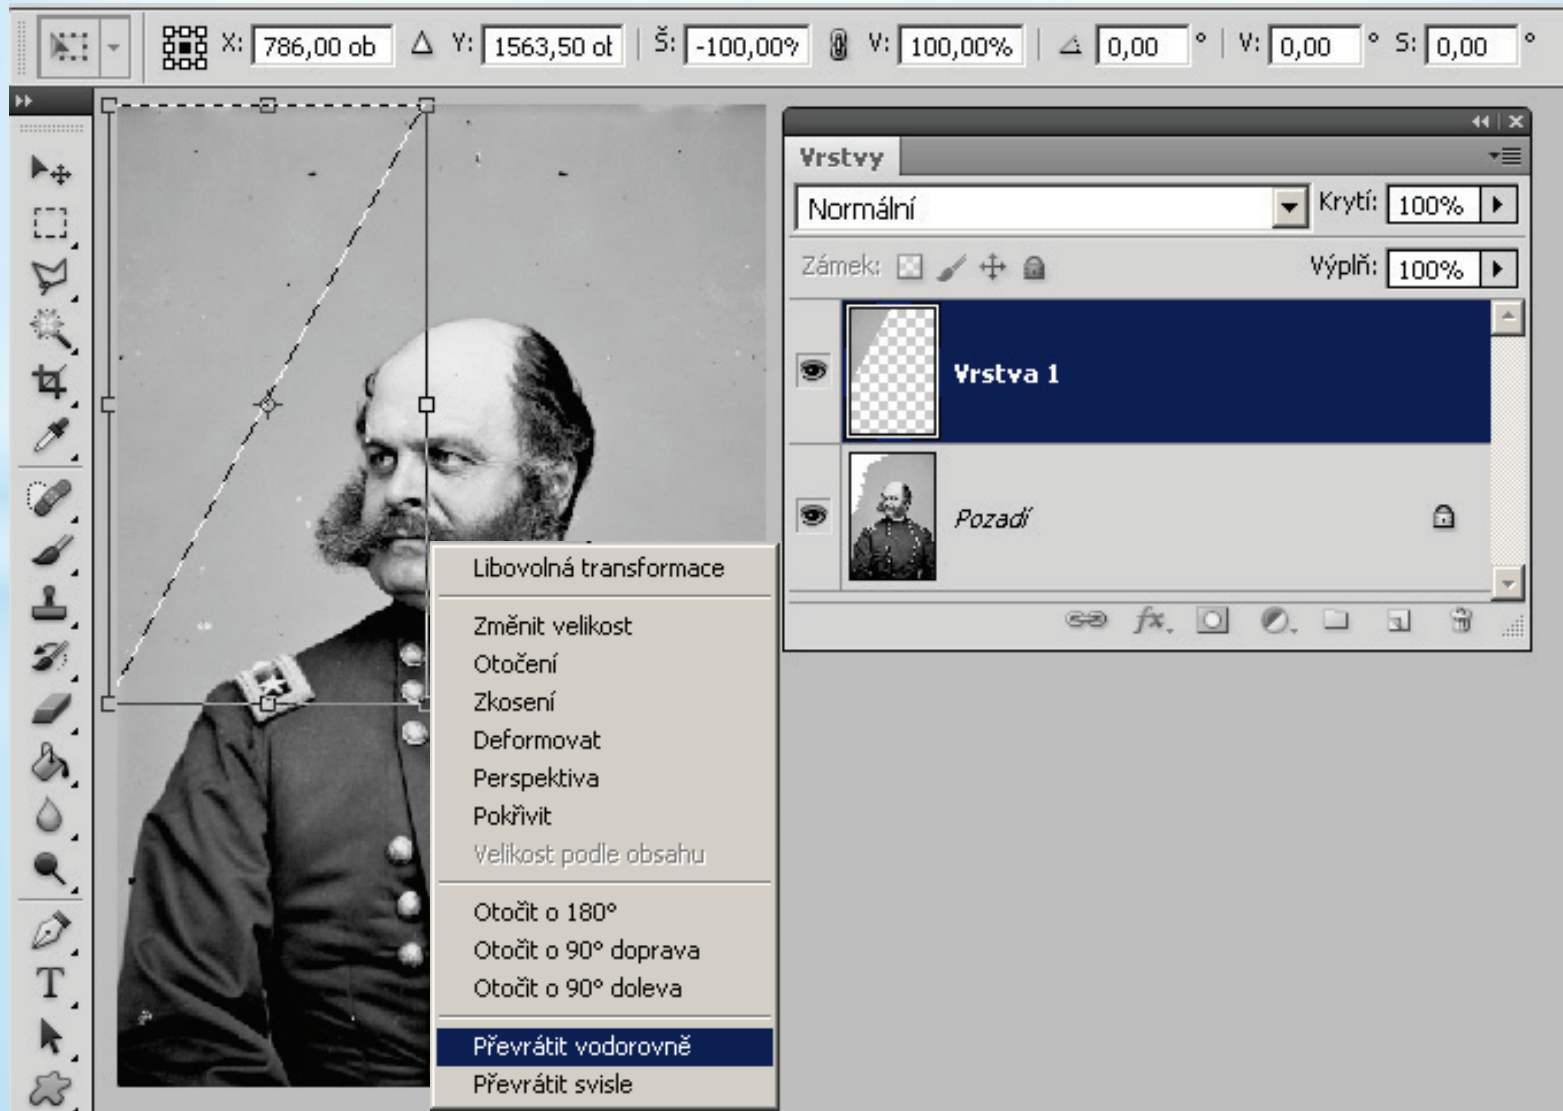 X: 786,00 ob Δ Y: 1563,50 ob Š: -100,00% V: 100,00% 0,00 ° V: 0,00 ° S: 0,00 °
Vrstvy
Normální Krytí: 100%
Zámek: Výplň: 100%
Vrstva 1
Pozadí
fx.
T
Libovolná transformace
Změnit velikost
Otočení
Zkosení
Deformovat
Perspektiva
Pokřivit
Velikost podle obsahu
Otočit o 180°
Otočit o 90° doprava
Otočit o 90° doleva
Převrátit vodorovně
Převrátit svisle